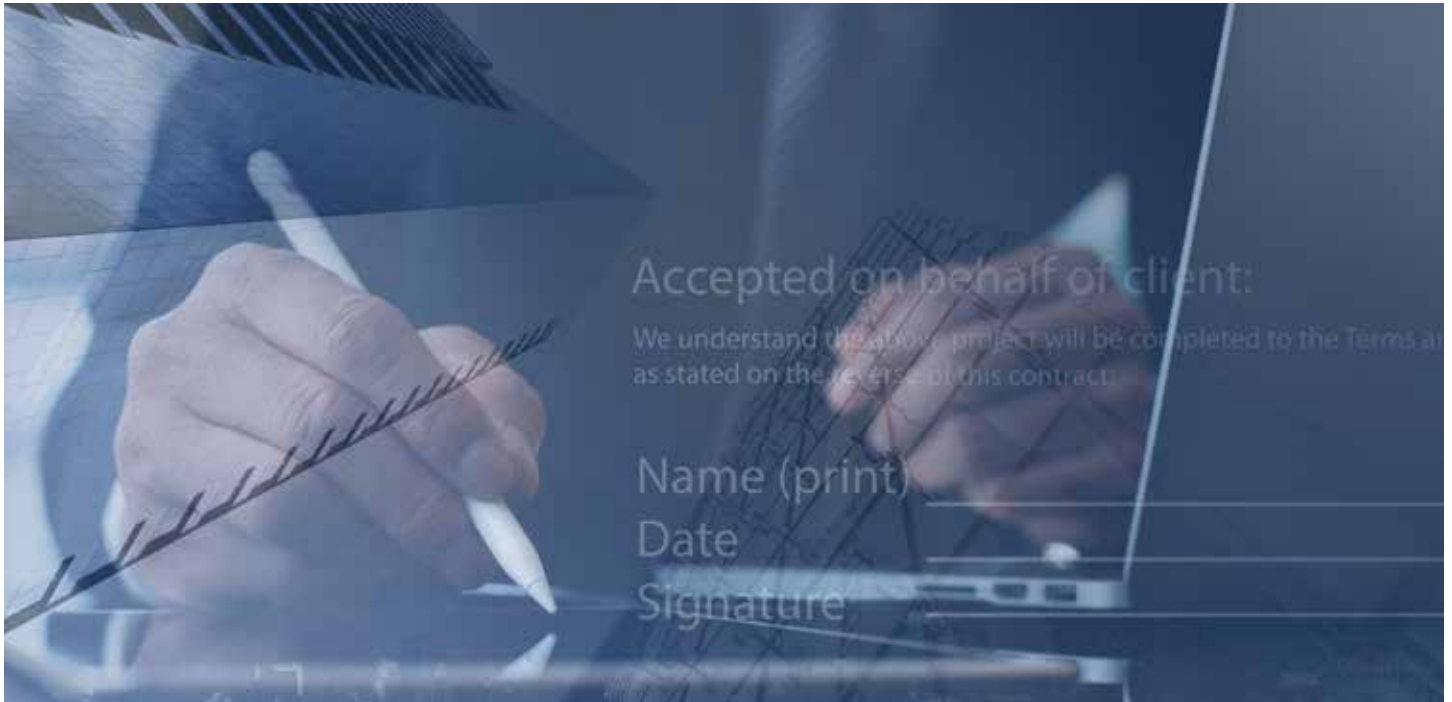 Accepted on behalf of client:
We understand the above project will be completed to the Terms
as stated on the reverse of this contract.
Name (print)
Date
Signature